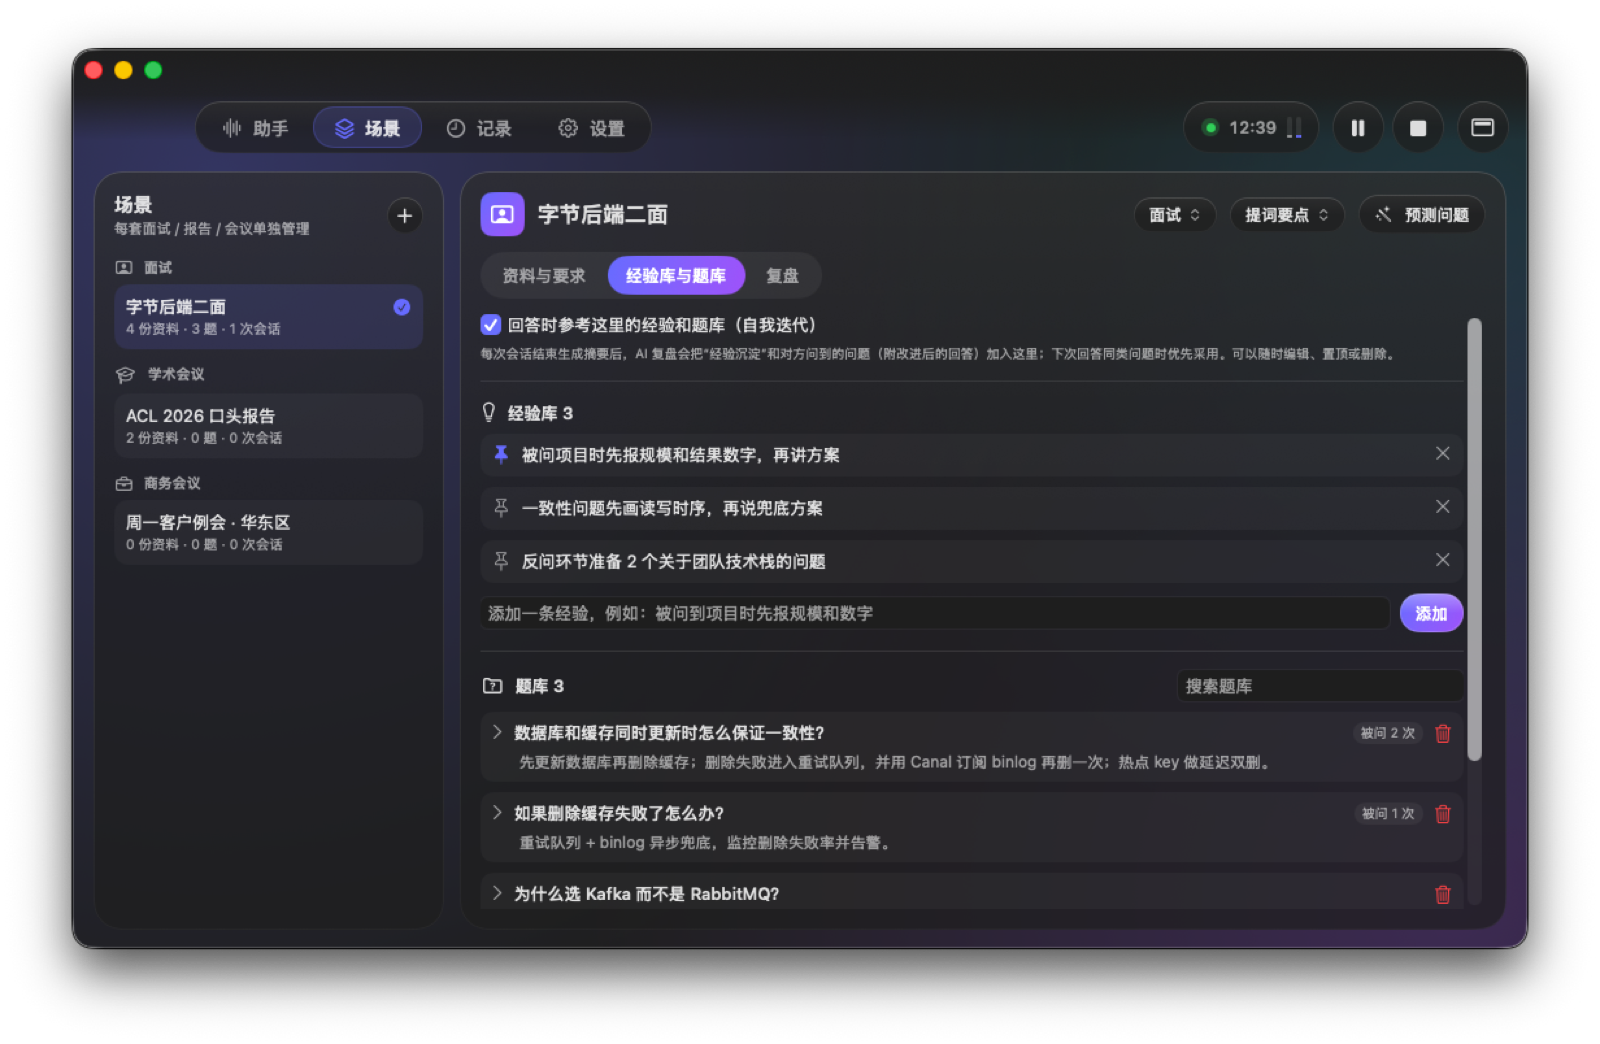 助手
场景
记录
设置
12:39
场景
每套面试 / 报告 / 会议单独管理
面试
字节后端二面
4 份资料 · 3 题 · 1 次会话
学术会议
ACL 2026 口头报告
2 份资料 · 0 题 · 0 次会话
商务会议
周一客户例会 · 华东区
0 份资料 · 0 题 · 0 次会话
字节后端二面
面试
提词要点
预测问题
资料与要求
经验库与题库
复盘
回答时参考这里的经验和题库（自我迭代）
每次会话结束生成摘要后，AI 复盘会把“经验沉淀”和对方问到的问题（附改进后的回答）加入这里；下次回答同类问题时优先采用。可以随时编辑、置顶或删除。
经验库 3
被问项目时先报规模和结果数字，再讲方案
一致性问题先画读写时序，再说兜底方案
反问环节准备 2 个关于团队技术栈的问题
添加一条经验，例如：被问到项目时先报规模和数字
添加
题库 3
搜索题库
数据库和缓存同时更新时怎么保证一致性？
被问 2 次
先更新数据库再删除缓存；删除失败进入重试队列，并用 Canal 订阅 binlog 再删一次；热点 key 做延迟双删。
如果删除缓存失败了怎么办？
被问 1 次
重试队列 + binlog 异步兜底，监控删除失败率并告警。
为什么选 Kafka 而不是 RabbitMQ？